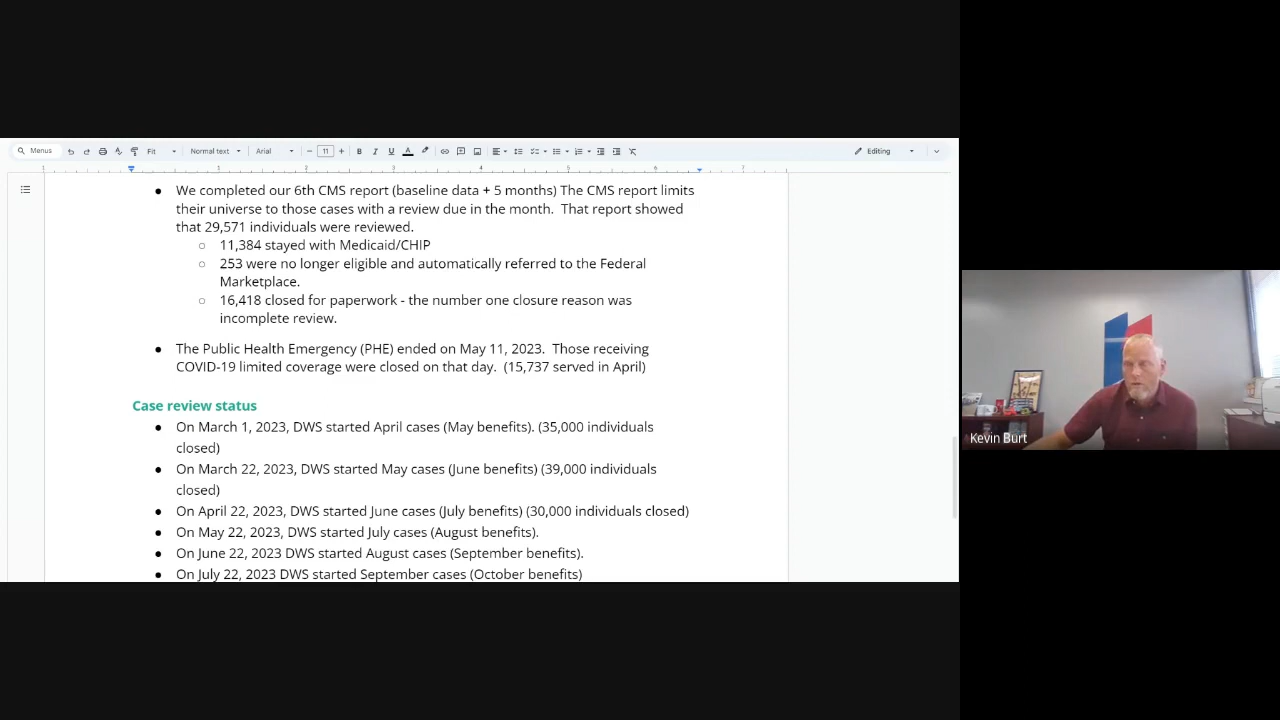 Menus
Fit
Normal text
Arial
11
Editing
1
1
2
3
4
5
6
7
● We completed our 6th CMS report (baseline data + 5 months) The CMS report limits
their universe to those cases with a review due in the month. That report showed
that 29,571 individuals were reviewed.
○ 11,384 stayed with Medicaid/CHIP
○ 253 were no longer eligible and automatically referred to the Federal
Marketplace.
○ 16,418 closed for paperwork - the number one closure reason was
incomplete review.
● The Public Health Emergency (PHE) ended on May 11, 2023. Those receiving
COVID-19 limited coverage were closed on that day. (15,737 served in April)
Case review status
● On March 1, 2023, DWS started April cases (May benefits). (35,000 individuals
closed)
● On March 22, 2023, DWS started May cases (June benefits) (39,000 individuals
closed)
● On April 22, 2023, DWS started June cases (July benefits) (30,000 individuals closed)
● On May 22, 2023, DWS started July cases (August benefits).
● On June 22, 2023 DWS started August cases (September benefits).
● On July 22, 2023 DWS started September cases (October benefits)
Kevin Burt